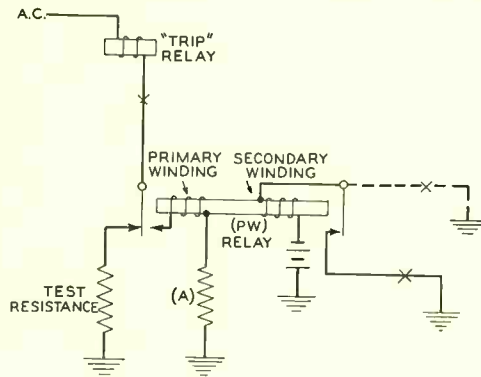 A.C.
"TRIP"
RELAY
PRIMARY
WINDING
SECONDARY
WINDING
(PW)
RELAY
TEST
RESISTANCE
(A)